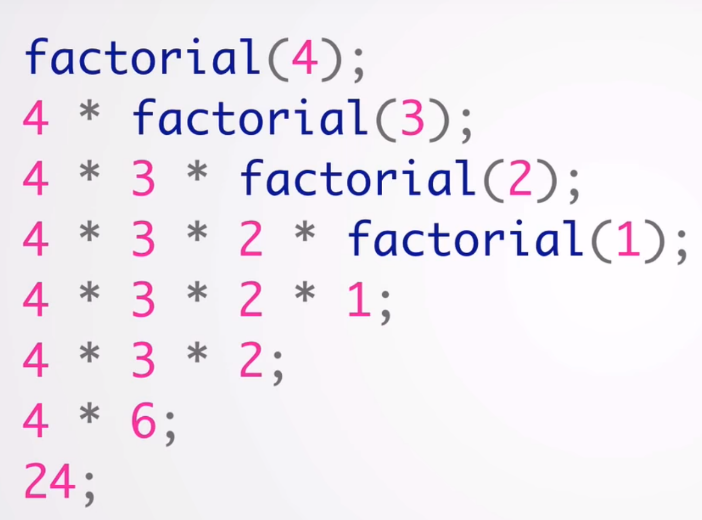 factorial(4);
4 * factorial(3);
4 * 3 * factorial(2);
4 * 3 * 2 * factorial(1);
4 * 3 * 2 * 1;
4 * 3 * 2;
4 * 6;
24;